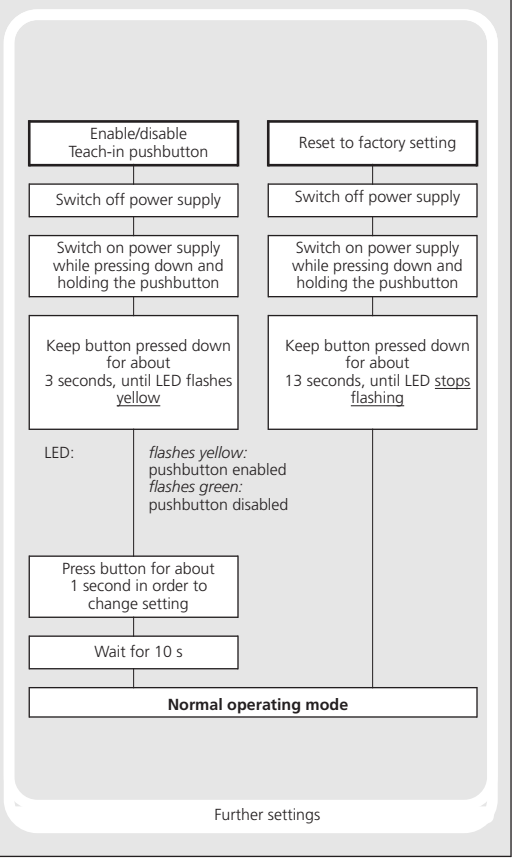 Enable/disable
Teach-in pushbutton
Switch off power supply
Switch on power supply
while pressing down and
holding the pushbutton
Keep button pressed down
for about
3 seconds, until LED flashes
yellow
LED:
flashes yellow:
pushbutton enabled
flashes green:
pushbutton disabled
Press button for about
1 second in order to
change setting
Wait for 10 s
Reset to factory setting
Switch off power supply
Switch on power supply
while pressing down and
holding the pushbutton
Keep button pressed down
for about
13 seconds, until LED stops
flashing
Normal operating mode
Further settings